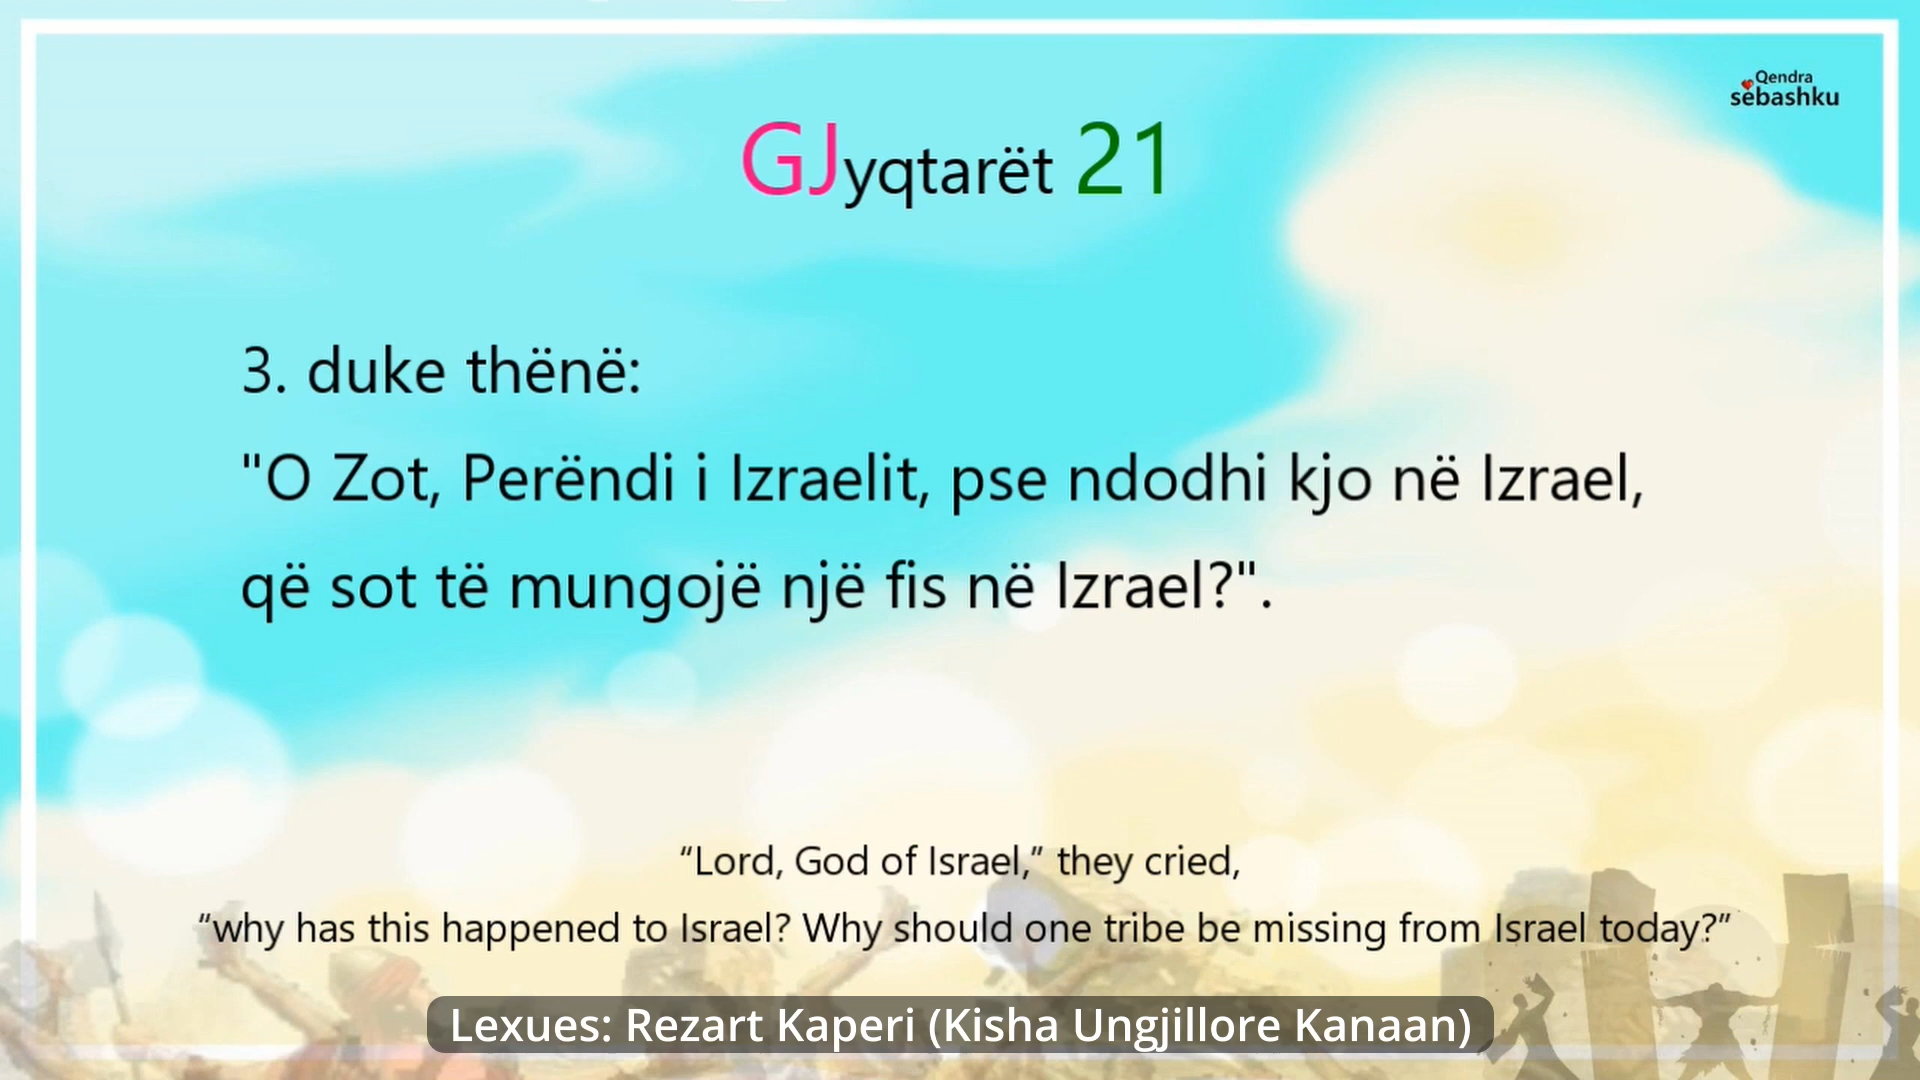 Qendra
sëbashku
GJyqtarët 21
3. duke thënë:
"O Zot, Perëndi i Izraelit, pse ndodhi kjo në Izrael,
që sot të mungojë një fis në Izrael?".
“Lord, God of Israel,” they cried,
“why has this happened to Israel? Why should one tribe be missing from Israel today?”
Lexues: Rezart Kaperi (Kisha Ungjillore Kanaan)